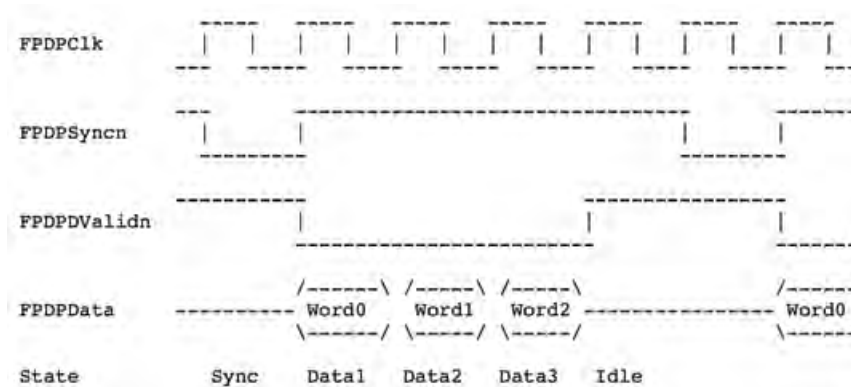 FPDPClk
FPDPSyncn
FPDPDValidn
FPDPData Word0 Word1 Word2 Word0
State Sync Data1 Data2 Data3 Idle